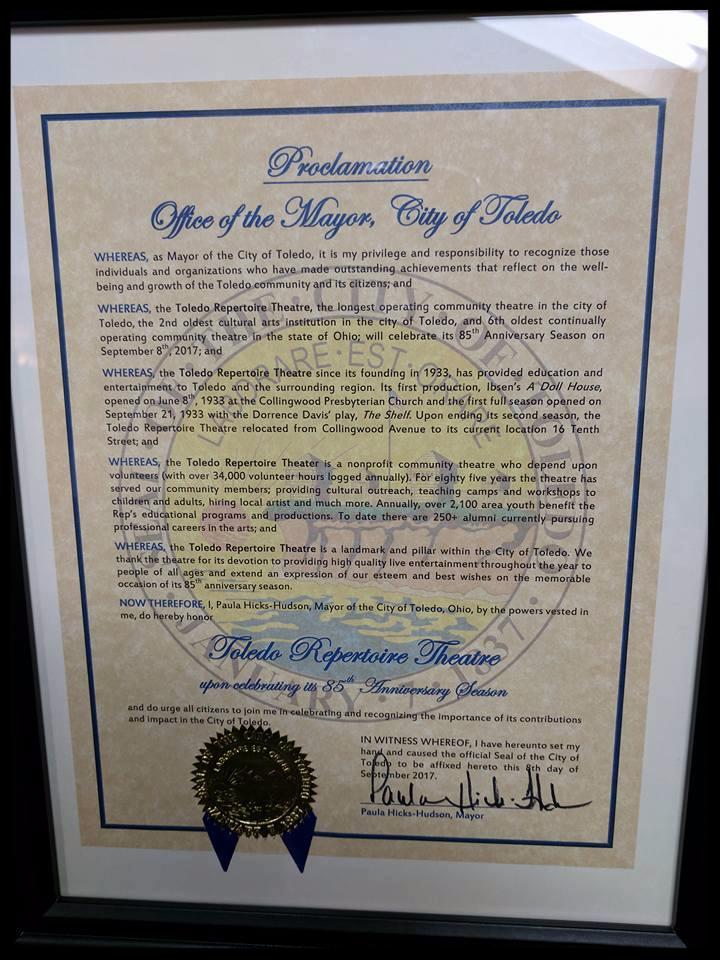 Proclamation
Office of the Mayor, City of Toledo
WHEREAS, as Mayor of the City of Toledo, it is my privilege and responsibility to recognize those
individuals and organizations who have made outstanding achievements that reflect on the well-
being and growth of the Toledo community and its citizens; and
WHEREAS, the Toledo Repertoire Theatre, the longest operating community theatre in the city of
Toledo, the 2nd oldest cultural arts institution in the city of Toledo, and 6th oldest continually
operating community theatre in the state of Ohio; will celebrate its 85th Anniversary Season on
September 8th, 2017; and
WHEREAS, the Toledo Repertoire Theatre since its founding in 1933, has provided education and
entertainment to Toledo and the surrounding region. Its first production, Ibsen's A Doll House,
opened on June 8th, 1933 at the Collingwood Presbyterian Church and the first full season opened on
September 21, 1933 with the Dorrence Davis' play, The Shelf. Upon ending its second season, the
Toledo Repertoire Theatre relocated from Collingwood Avenue to its current location 16 Tenth
Street; and
WHEREAS, the Toledo Repertoire Theater is a nonprofit community theatre who depend upon
volunteers (with over 34,000 volunteer hours logged annually). For eighty five years the theatre has
served our community members; providing cultural outreach, teaching camps and workshops to
children and adults, hiring local artist and much more. Annually, over 2,100 area youth benefit the
Rep's educational programs and productions. To date there are 250+ alumni currently pursuing
professional careers in the arts; and
WHEREAS, the Toledo Repertoire Theatre is a landmark and pillar within the City of Toledo. We
thank the theatre for its devotion to providing high quality live entertainment throughout the year to
people of all ages and extend an expression of our esteem and best wishes on the memorable
occasion of its 85th anniversary season.
NOW THEREFORE, I, Paula Hicks-Hudson, Mayor of the City of Toledo, Ohio, by the powers vested in
me, do hereby honor
Toledo Repertoire Theatre
upon celebrating its 85th Anniversary Season
and do urge all citizens to join me in celebrating and recognizing the importance of its contributions
and impact in the City of Toledo.
IN WITNESS WHEREOF, I have hereunto set my
hand and caused the official Seal of the City of
Toledo to be affixed hereto this 8th day of
September 2017.
Paula Hicks-Hudson, Mayor
LABORARE · EST · ORARE
JANUARY · 7 · 1837